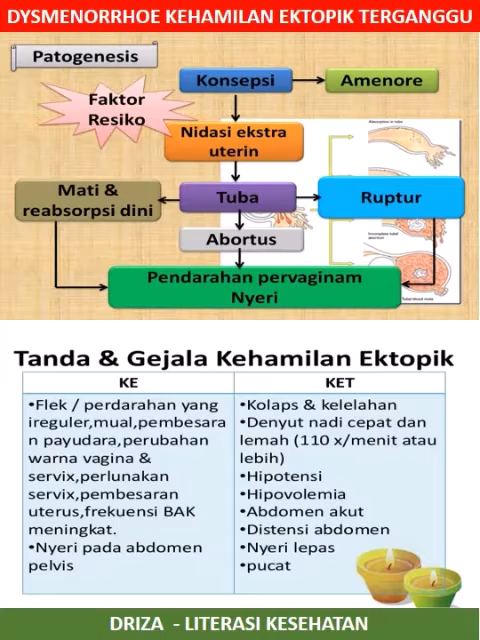 DYSMENORRHOE KEHAMILAN EKTOPIK TERGANGGU
Patogenesis
Konsepsi
Amenore
Faktor
Resiko
Nidasi ekstra
uterin
Mati &
reabsorpsi dini
Tuba
Ruptur
Abortus
Pendarahan pervaginam
Nyeri
Tanda & Gejala Kehamilan Ektopik
KE
KET
•Flek / perdarahan yang
ireguler,mual,pembesara
n payudara,perubahan
warna vagina &
servix,perlunakan
servix,pembesaran
uterus,frekuensi BAK
meningkat.
•Nyeri pada abdomen
pelvis
•Kolaps & kelelahan
•Denyut nadi cepat dan
lemah (110 x/menit atau
lebih)
•Hipotensi
•Hipovolemia
•Abdomen akut
•Distensi abdomen
•Nyeri lepas
•pucat
DRIZA - LITERASI KESEHATAN